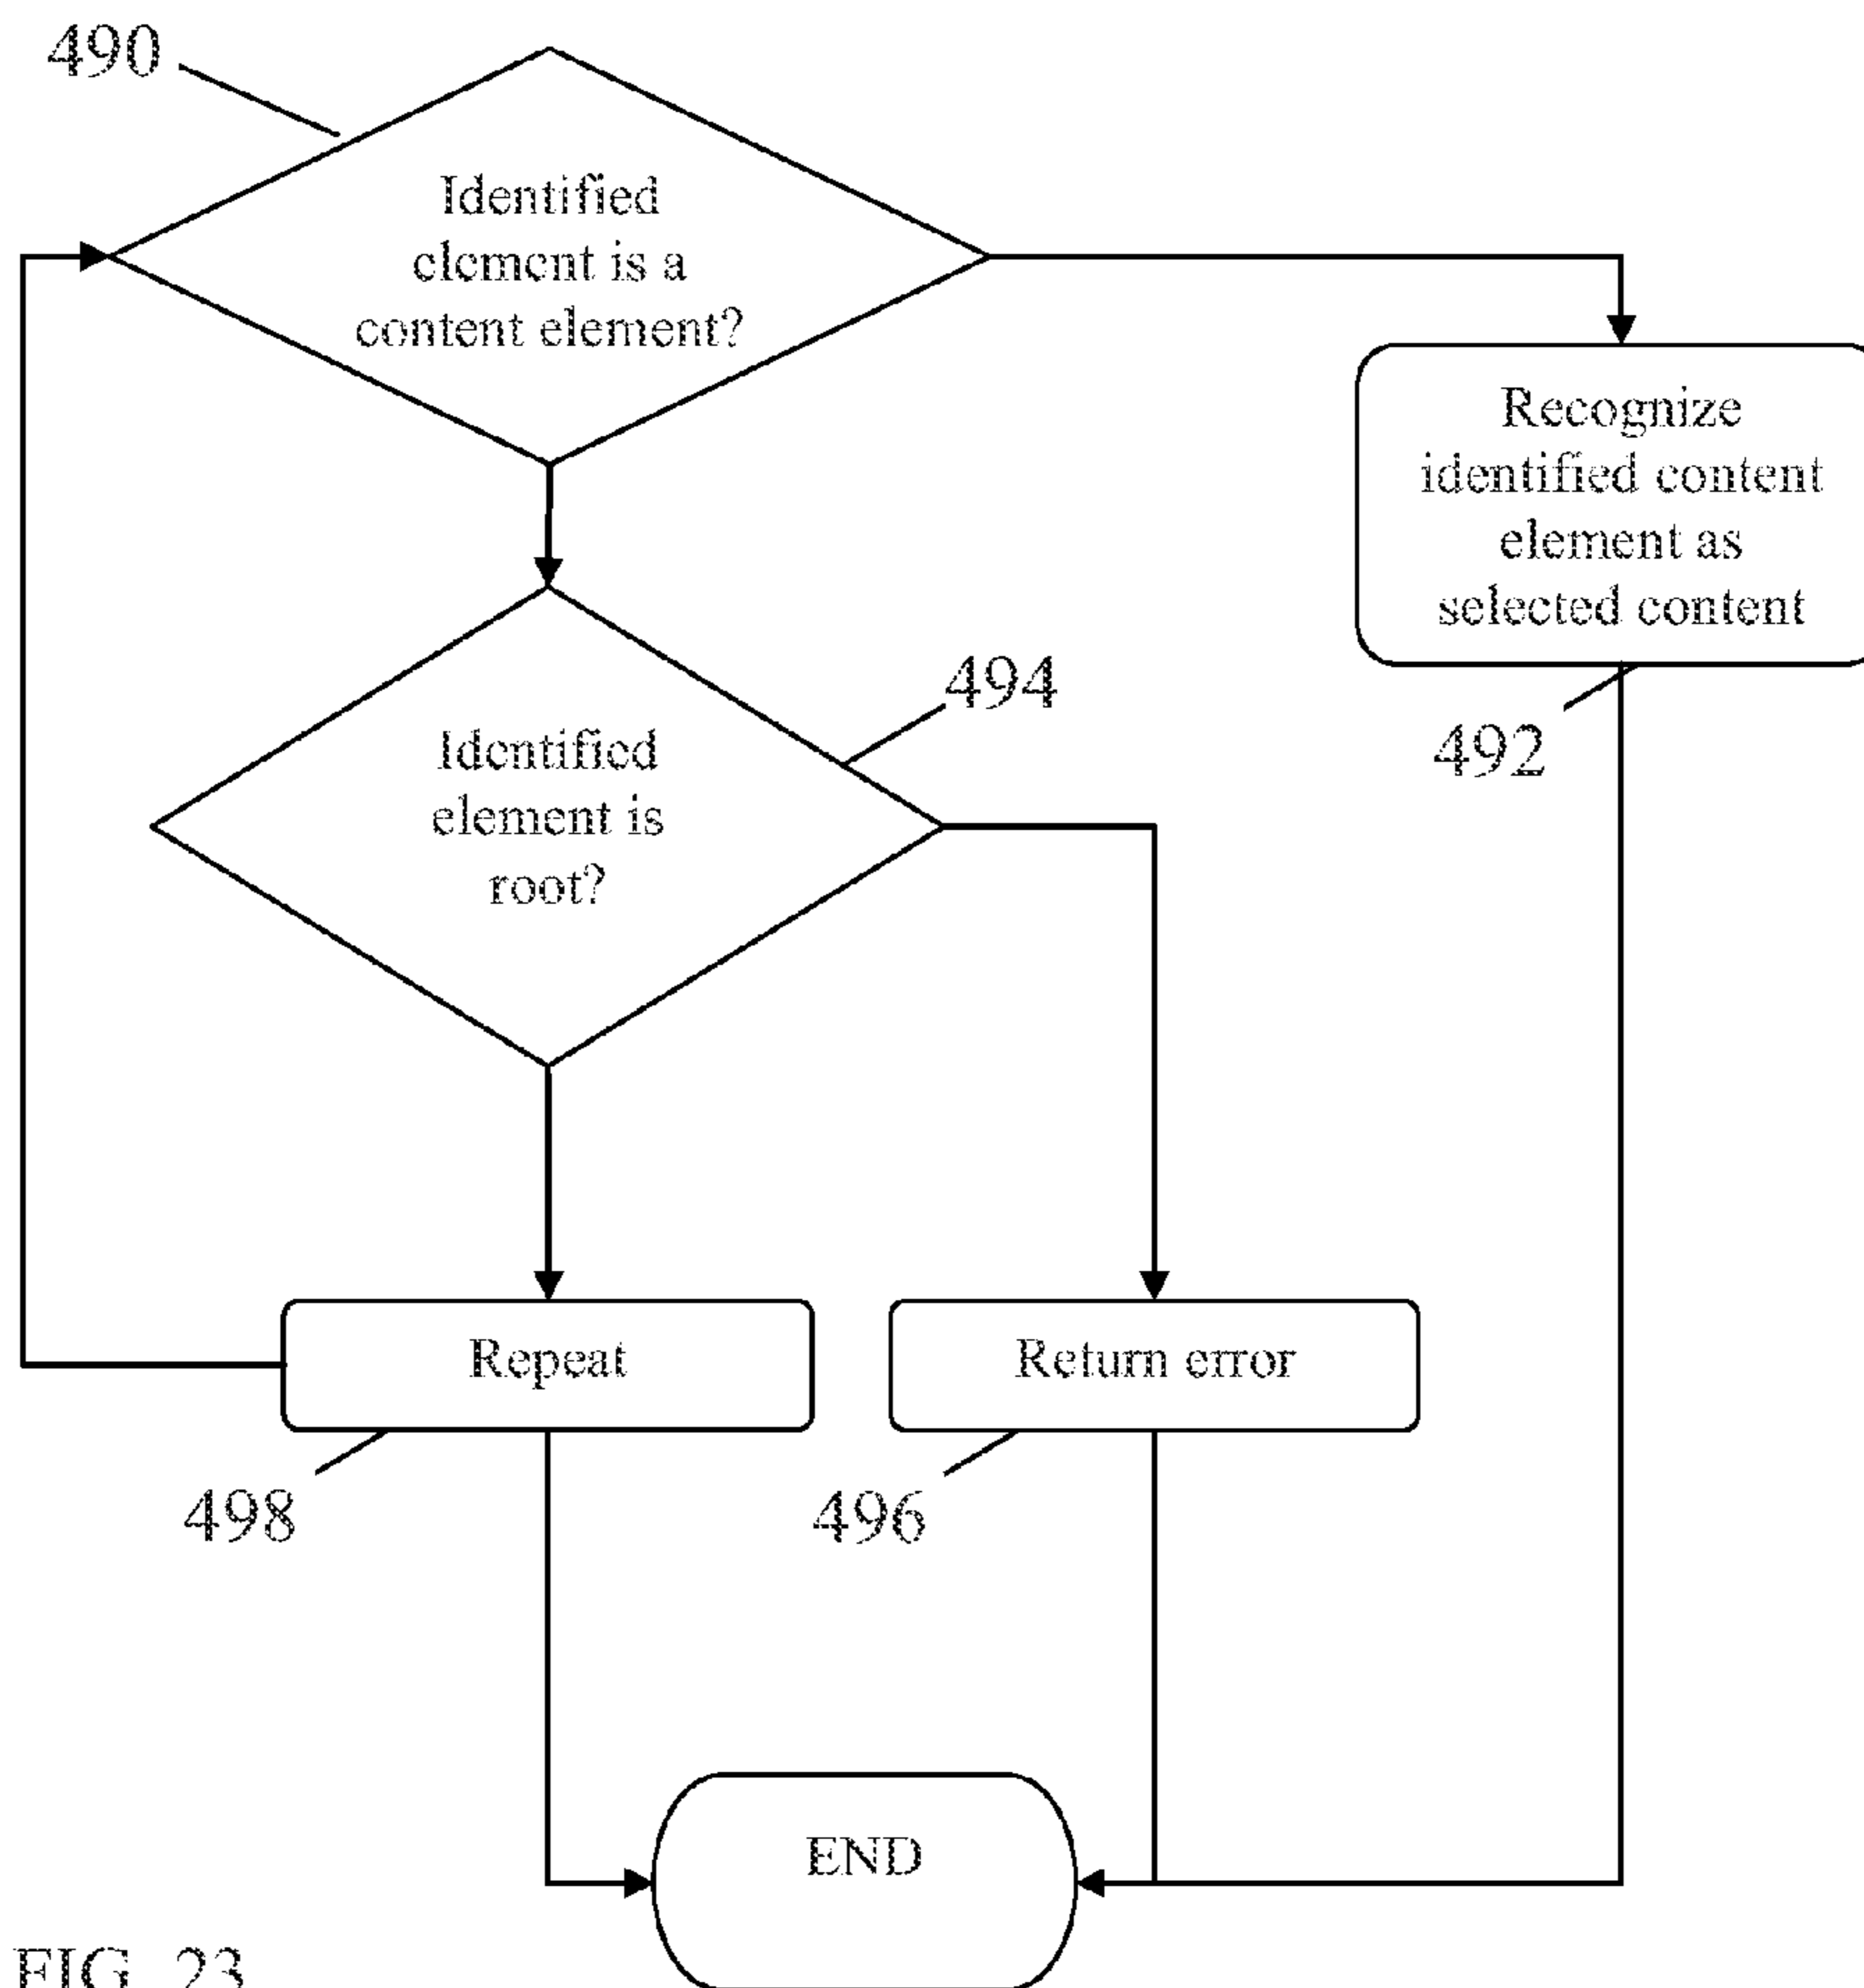 490
Identified
element is a
content element?
Recognize
identified content
element as
selected content
492
494
Identified
element is
root?
Repeat
498
Return error
496
END
FIG. 23